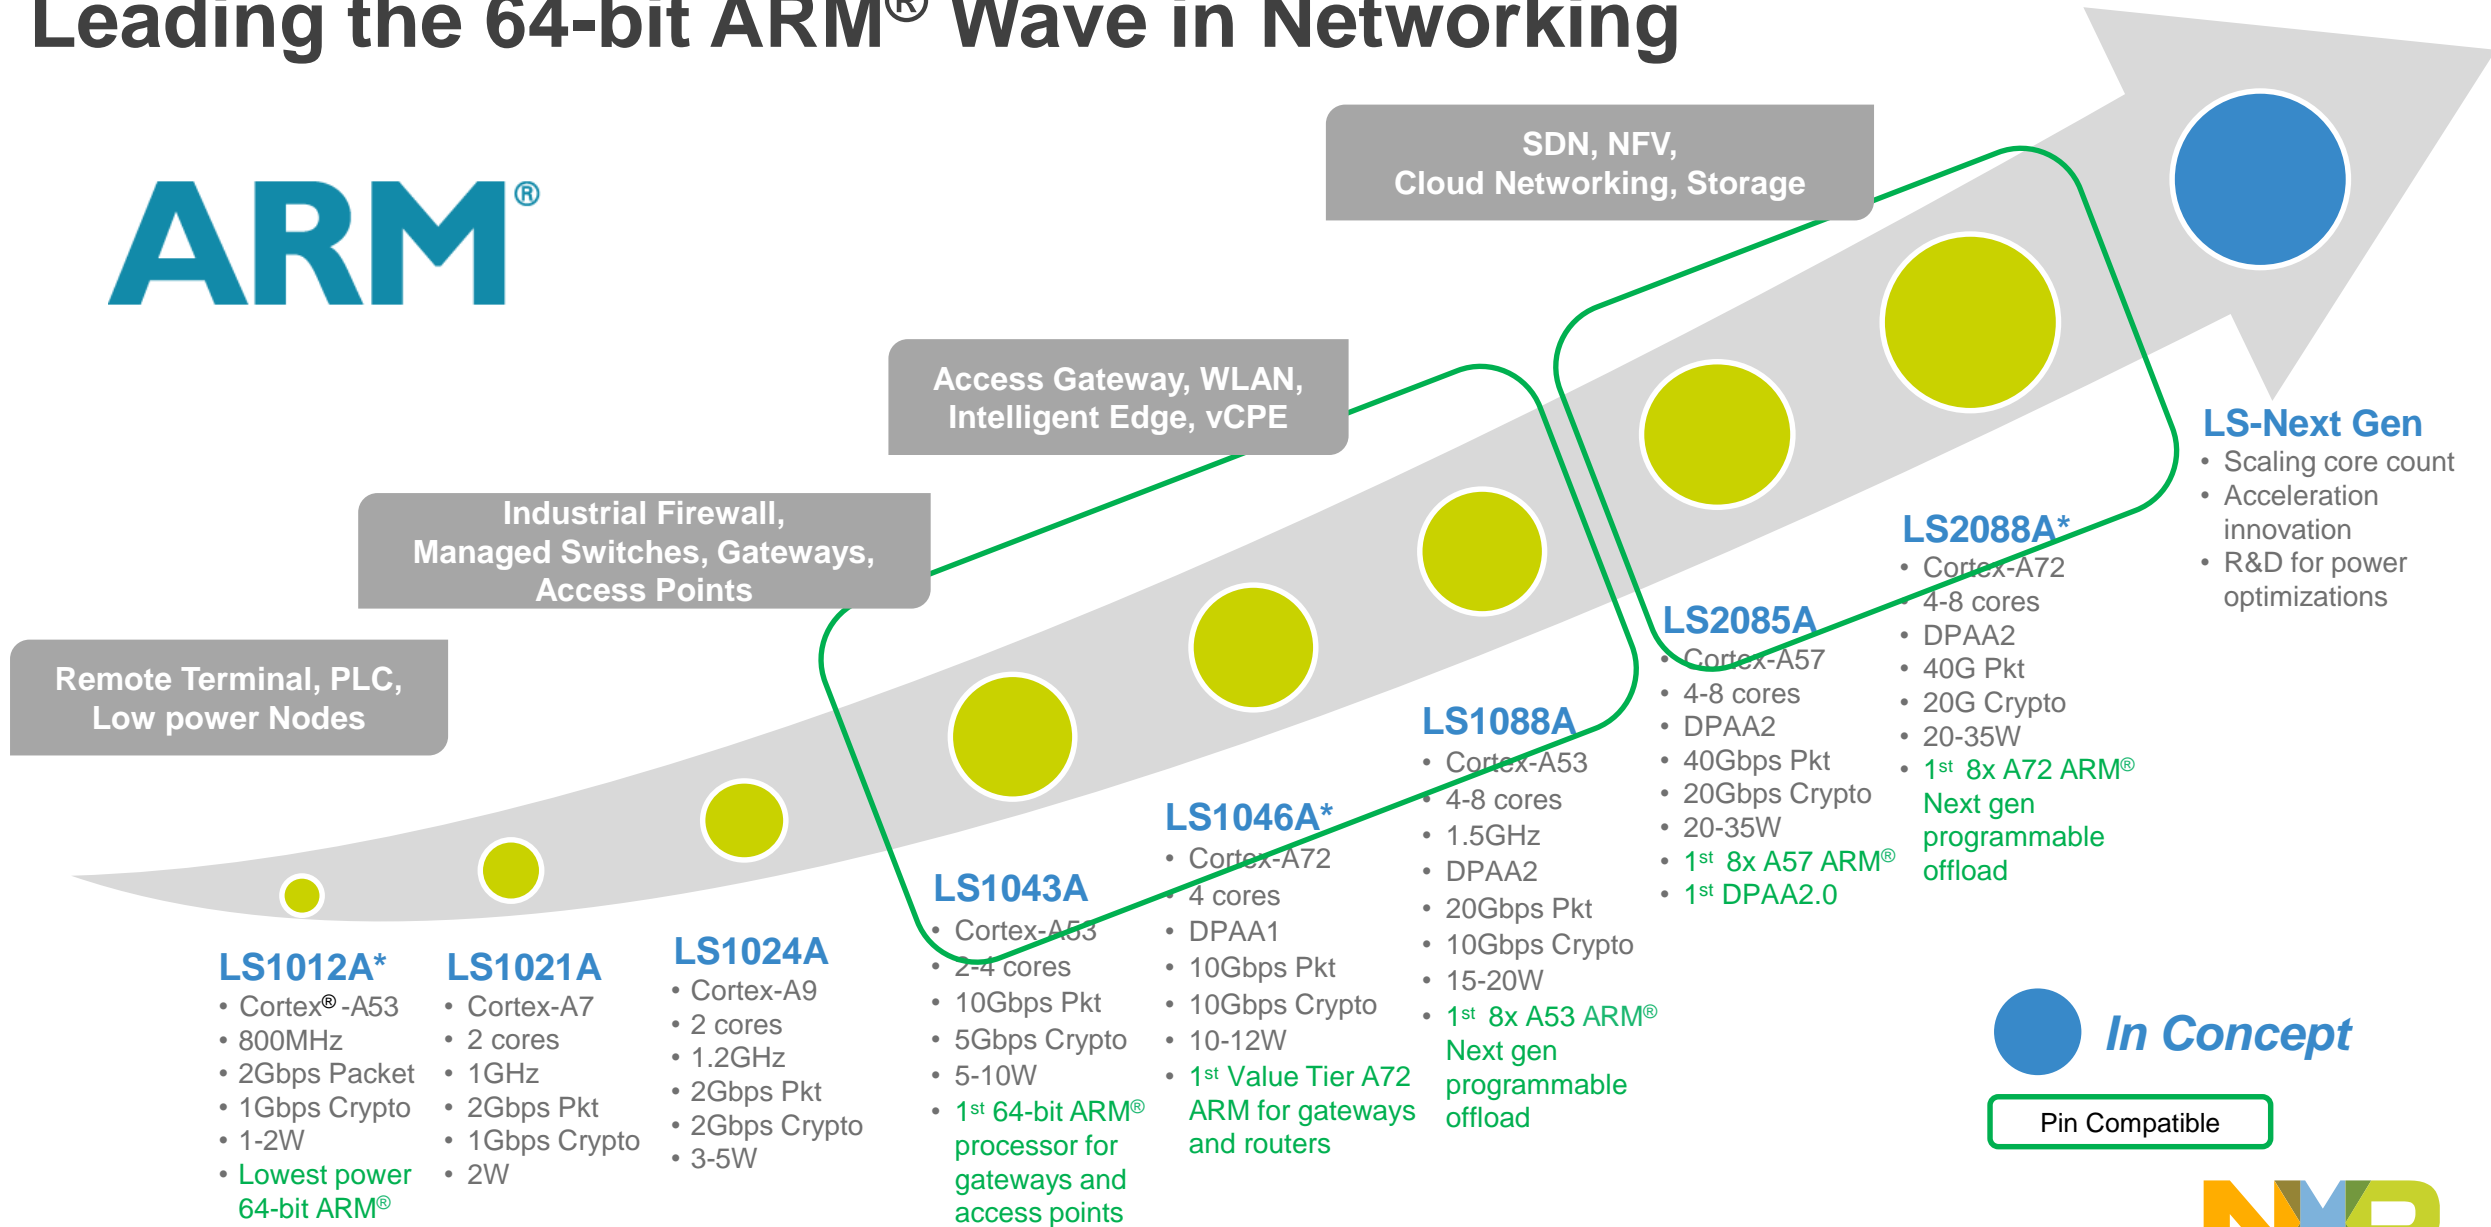 Leading the 64-bit ARM® Wave in Networking
ARM®
SDN, NFV,
Cloud Networking, Storage
Access Gateway, WLAN,
Intelligent Edge, vCPE
Industrial Firewall,
Managed Switches, Gateways,
Access Points
Remote Terminal, PLC,
Low power Nodes
LS1012A*
• Cortex® -A53
• 800MHz
• 2Gbps Packet
• 1Gbps Crypto
• 1-2W
• Lowest power
64-bit ARM®
LS1021A
• Cortex-A7
• 2 cores
• 1GHz
• 2Gbps Pkt
• 1Gbps Crypto
• 2W
LS1024A
• Cortex-A9
• 2 cores
• 1.2GHz
• 2Gbps Pkt
• 2Gbps Crypto
• 3-5W
LS1043A
• Cortex-A53
• 2-4 cores
• 10Gbps Pkt
• 5Gbps Crypto
• 5-10W
• 1st 64-bit ARM®
processor for
gateways and
access points
LS1046A*
• Cortex-A72
• 4 cores
• DPAA1
• 10Gbps Pkt
• 10Gbps Crypto
• 10-12W
• 1st Value Tier A72
ARM for gateways
and routers
LS1088A
• Cortex-A53
• 4-8 cores
• 1.5GHz
• DPAA2
• 20Gbps Pkt
• 10Gbps Crypto
• 15-20W
• 1st 8x A53 ARM®
Next gen
programmable
offload
LS2085A
• Cortex-A57
• 4-8 cores
• DPAA2
• 40Gbps Pkt
• 20Gbps Crypto
• 20-35W
• 1st 8x A57 ARM®
• 1st DPAA2.0
LS2088A*
• Cortex-A72
• 4-8 cores
• DPAA2
• 40G Pkt
• 20G Crypto
• 20-35W
• 1st 8x A72 ARM®
Next gen
programmable
offload
LS-Next Gen
• Scaling core count
• Acceleration
innovation
• R&D for power
optimizations
In Concept
Pin Compatible
NXP